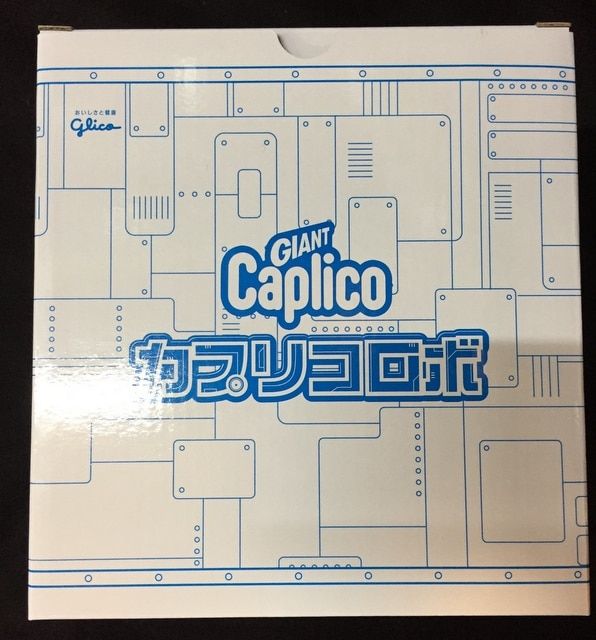 おいしさと健康
Glico
GIANT
Caplico
カプリコロボ